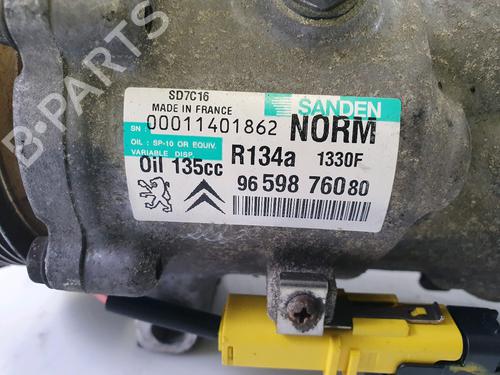 SD7C16
MADE IN FRANCE
SANDEN
SN 00011401862
NORM
OIL : SP-10 OR EQUIV.
VARIABLE DISP.
R134a 1330F
Oil 135cc
96 598 760 80
B-PARTS